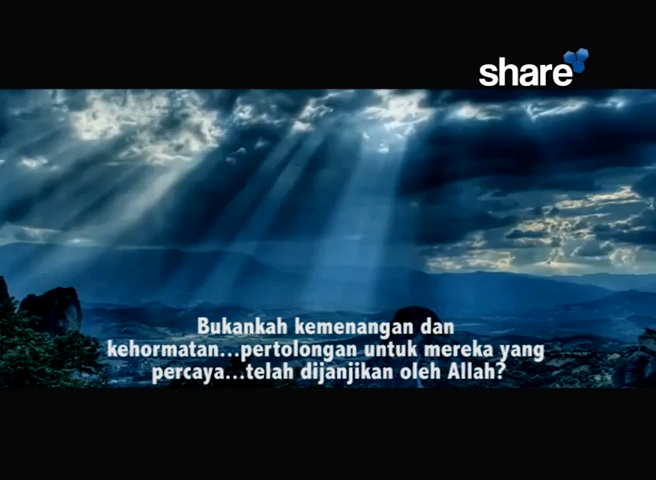 share
Bukankah kemenangan dan
kehormatan...pertolongan untuk mereka yang
percaya...telah dijanjikan oleh Allah?